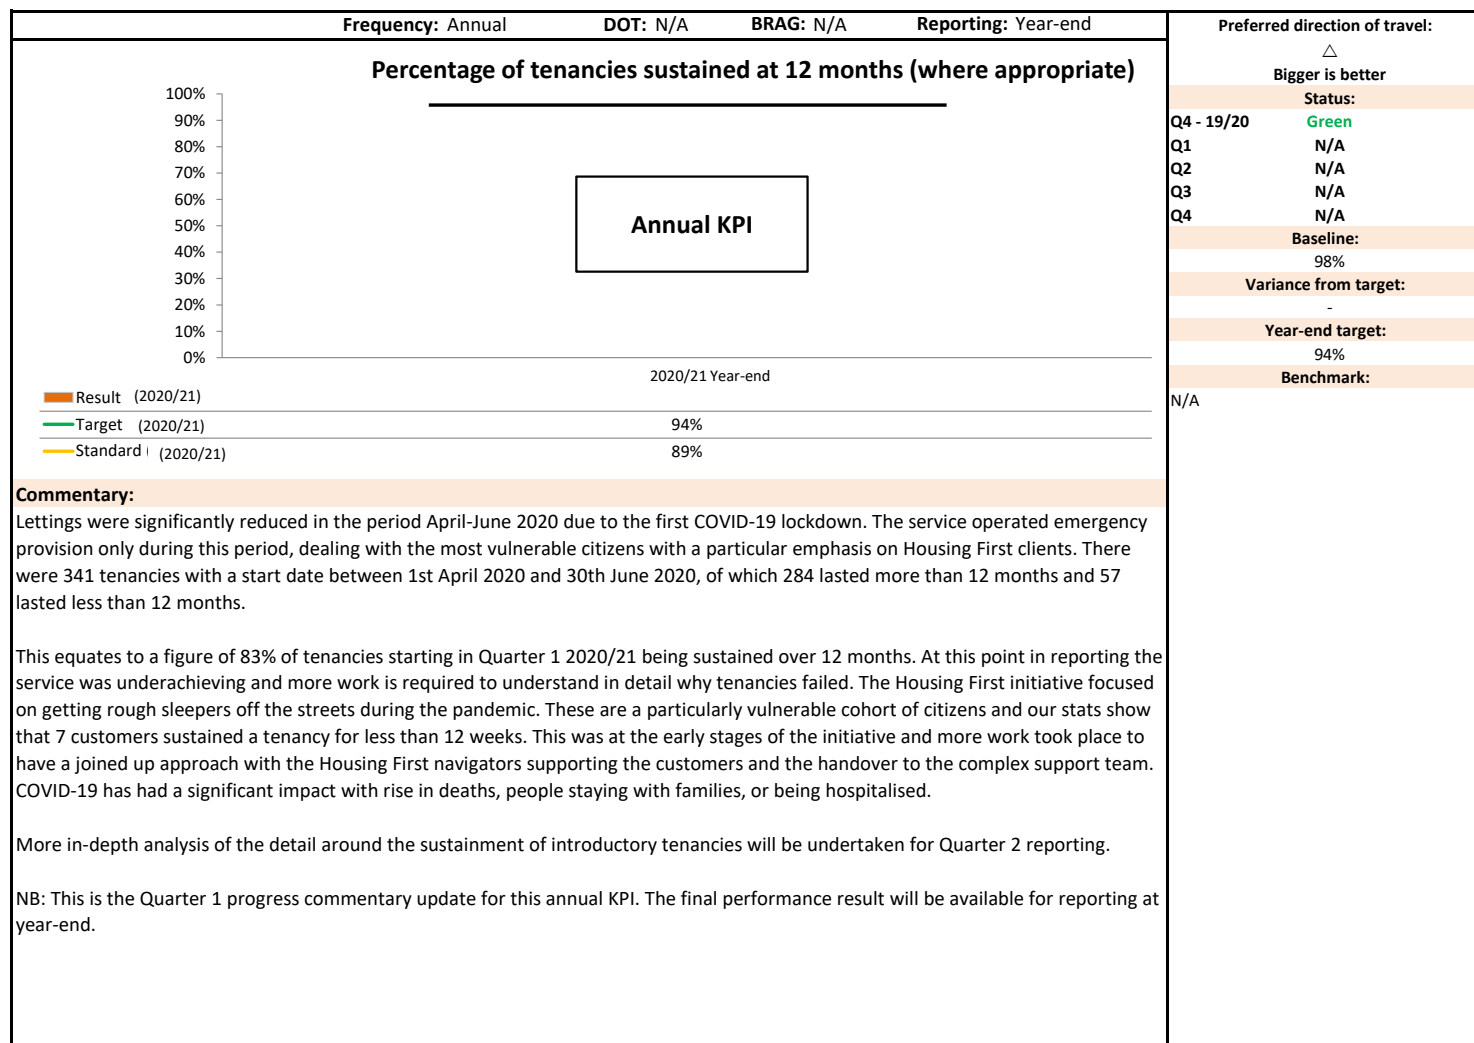 Frequency: Annual DOT: N/A BRAG: N/A Reporting: Year-end
Percentage of tenancies sustained at 12 months (where appropriate)
100%
90%
80%
70%
60%
50%
40%
30%
20%
10%
0%
Annual KPI
2020/21 Year-end
Result (2020/21)
Target (2020/21) 94%
Standard (2020/21) 89%
Commentary:
Lettings were significantly reduced in the period April-June 2020 due to the first COVID-19 lockdown. The service operated emergency
provision only during this period, dealing with the most vulnerable citizens with a particular emphasis on Housing First clients. There
were 341 tenancies with a start date between 1st April 2020 and 30th June 2020, of which 284 lasted more than 12 months and 57
lasted less than 12 months.
This equates to a figure of 83% of tenancies starting in Quarter 1 2020/21 being sustained over 12 months. At this point in reporting the
service was underachieving and more work is required to understand in detail why tenancies failed. The Housing First initiative focused
on getting rough sleepers off the streets during the pandemic. These are a particularly vulnerable cohort of citizens and our stats show
that 7 customers sustained a tenancy for less than 12 weeks. This was at the early stages of the initiative and more work took place to
have a joined up approach with the Housing First navigators supporting the customers and the handover to the complex support team.
COVID-19 has had a significant impact with rise in deaths, people staying with families, or being hospitalised.
More in-depth analysis of the detail around the sustainment of introductory tenancies will be undertaken for Quarter 2 reporting.
NB: This is the Quarter 1 progress commentary update for this annual KPI. The final performance result will be available for reporting at
year-end.
Preferred direction of travel:
△
Bigger is better
Status:
Q4 - 19/20 Green
Q1 N/A
Q2 N/A
Q3 N/A
Q4 N/A
Baseline:
98%
Variance from target:
-
Year-end target:
94%
Benchmark:
N/A